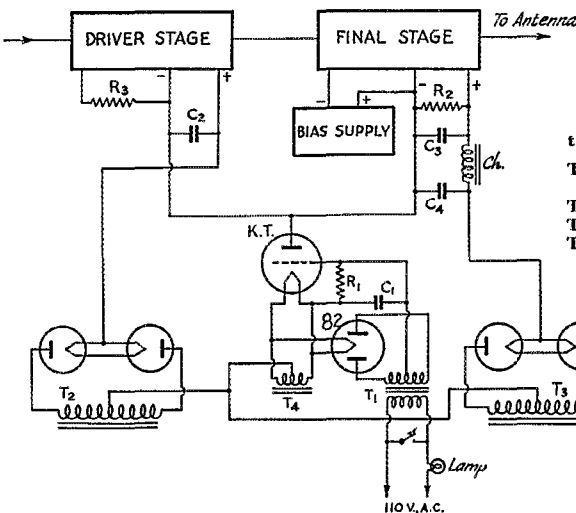 To Antenna
DRIVER STAGE
FINAL STAGE
R3
-
+
-
+
-
+
R2
C2
BIAS SUPPLY
C3
Ch.
C4
t
T
T
T
T
K.T.
R1
C1
82
T2
T4
T1
T3
Lamp
110 V. A.C.